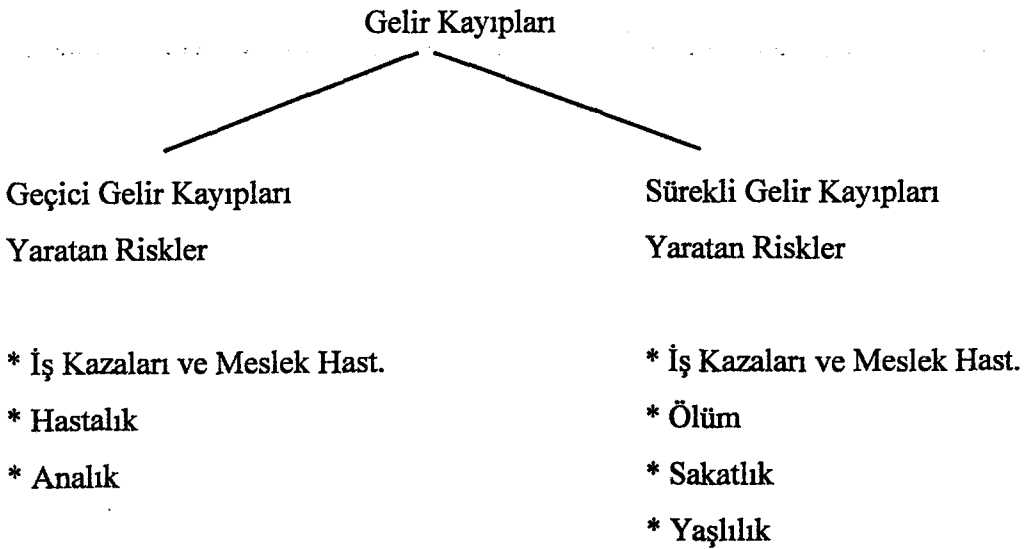 Gelir Kayıpları
Geçici Gelir Kayıpları
Yaratan Riskler
* İş Kazaları ve Meslek Hast.
* Hastalık
* Analık
Sürekli Gelir Kayıpları
Yaratan Riskler
* İş Kazaları ve Meslek Hast.
* Ölüm
* Sakatlık
* Yaşlılık